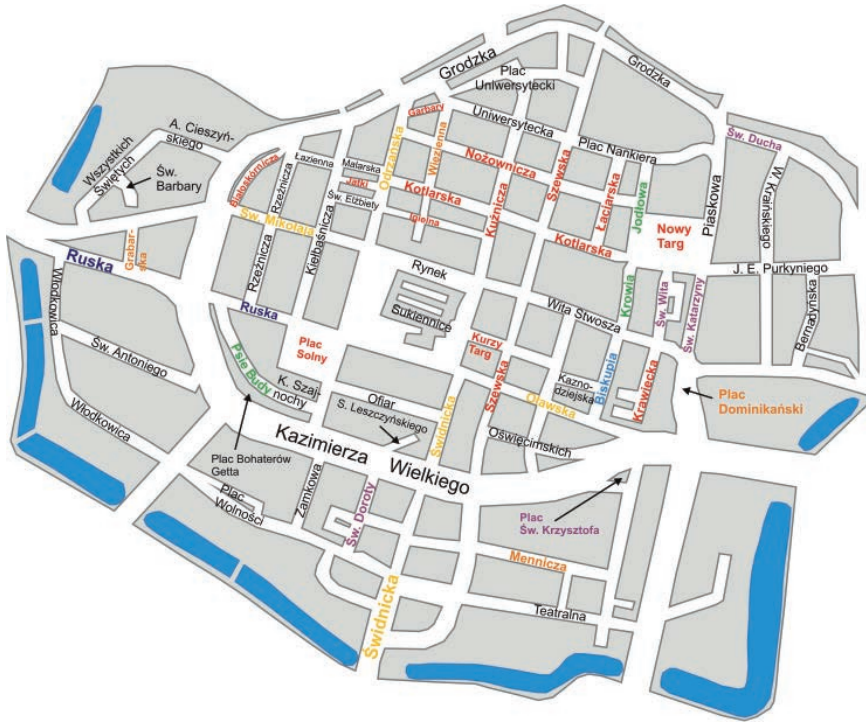 Grodzka
Plac
Uniwersytecki
Grodzka
Garbary
Uniwersytecka
Św. Ducha
A. Cieszyń-
skiego
Wszystkich
Świętych
Św.
Barbary
Białoskórnicza
Rzeźnicza
Łazienna
Malarska
Jatki
Św. Elżbiety
Odrzańska
Więzienna
Nożownicza
Szewska
Plac Nankiera
W. Kraińskiego
Kotlarska
Kuźnicza
Łaciarska
Jodłowa
Piaskowa
Św. Mikołaja
Igielna
Kiełbaśnicza
Nowy
Targ
Kotlarska
Grabar-
ska
Ruska
Rzeźnicza
Rynek
J. E. Purkyniego
Włodkowica
Krowia
Św. Wita
Św. Katarzyny
Bernadyńska
Ruska
Sukiennice
Wita Stwosza
Plac
Solny
Kurzy
Targ
Św. Antoniego
Psie Budy
K. Szaj-
nochy
Ofiar
Szewska
Oławska
Kazno-
dziejska
Biskupia
Krawiecka
Plac
Dominikański
Włodkowica
S. Leszczyńskiego
Świdnicka
Oświęcimskich
Kazimierza
Wielkiego
Plac Bohaterów
Getta
Zamkowa
Plac
Wolności
Św. Doroty
Plac
Św. Krzysztofa
Mennicza
Świdnicka
Teatralna